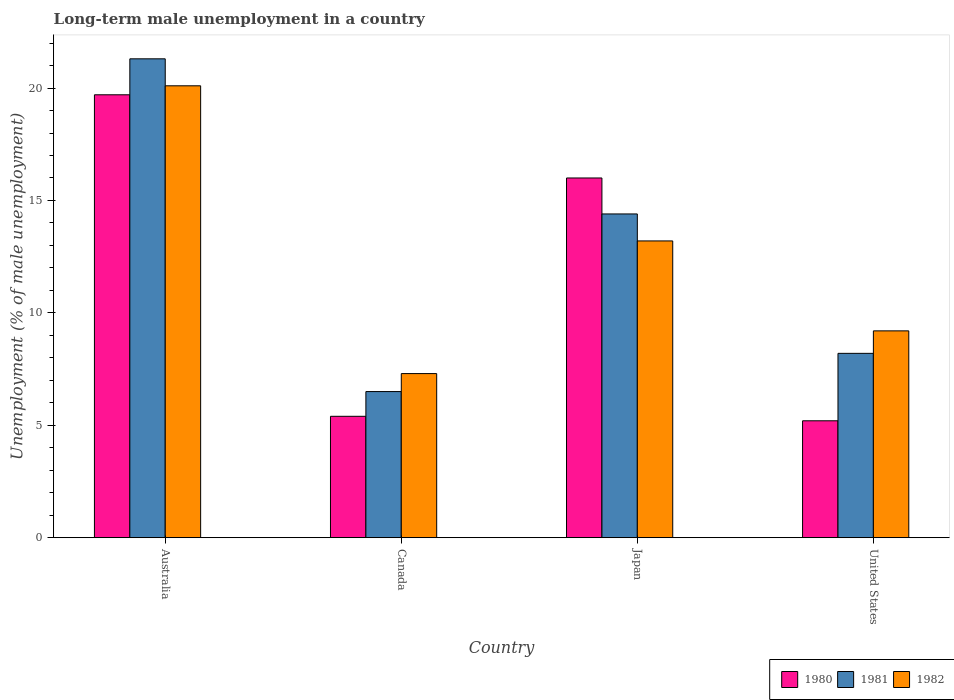 Long-term male unemployment in a country
Unemployment (% of male unemployment)
20
15
10
5
0
Australia
Canada
Japan
United States
Country
1980
1981
1982